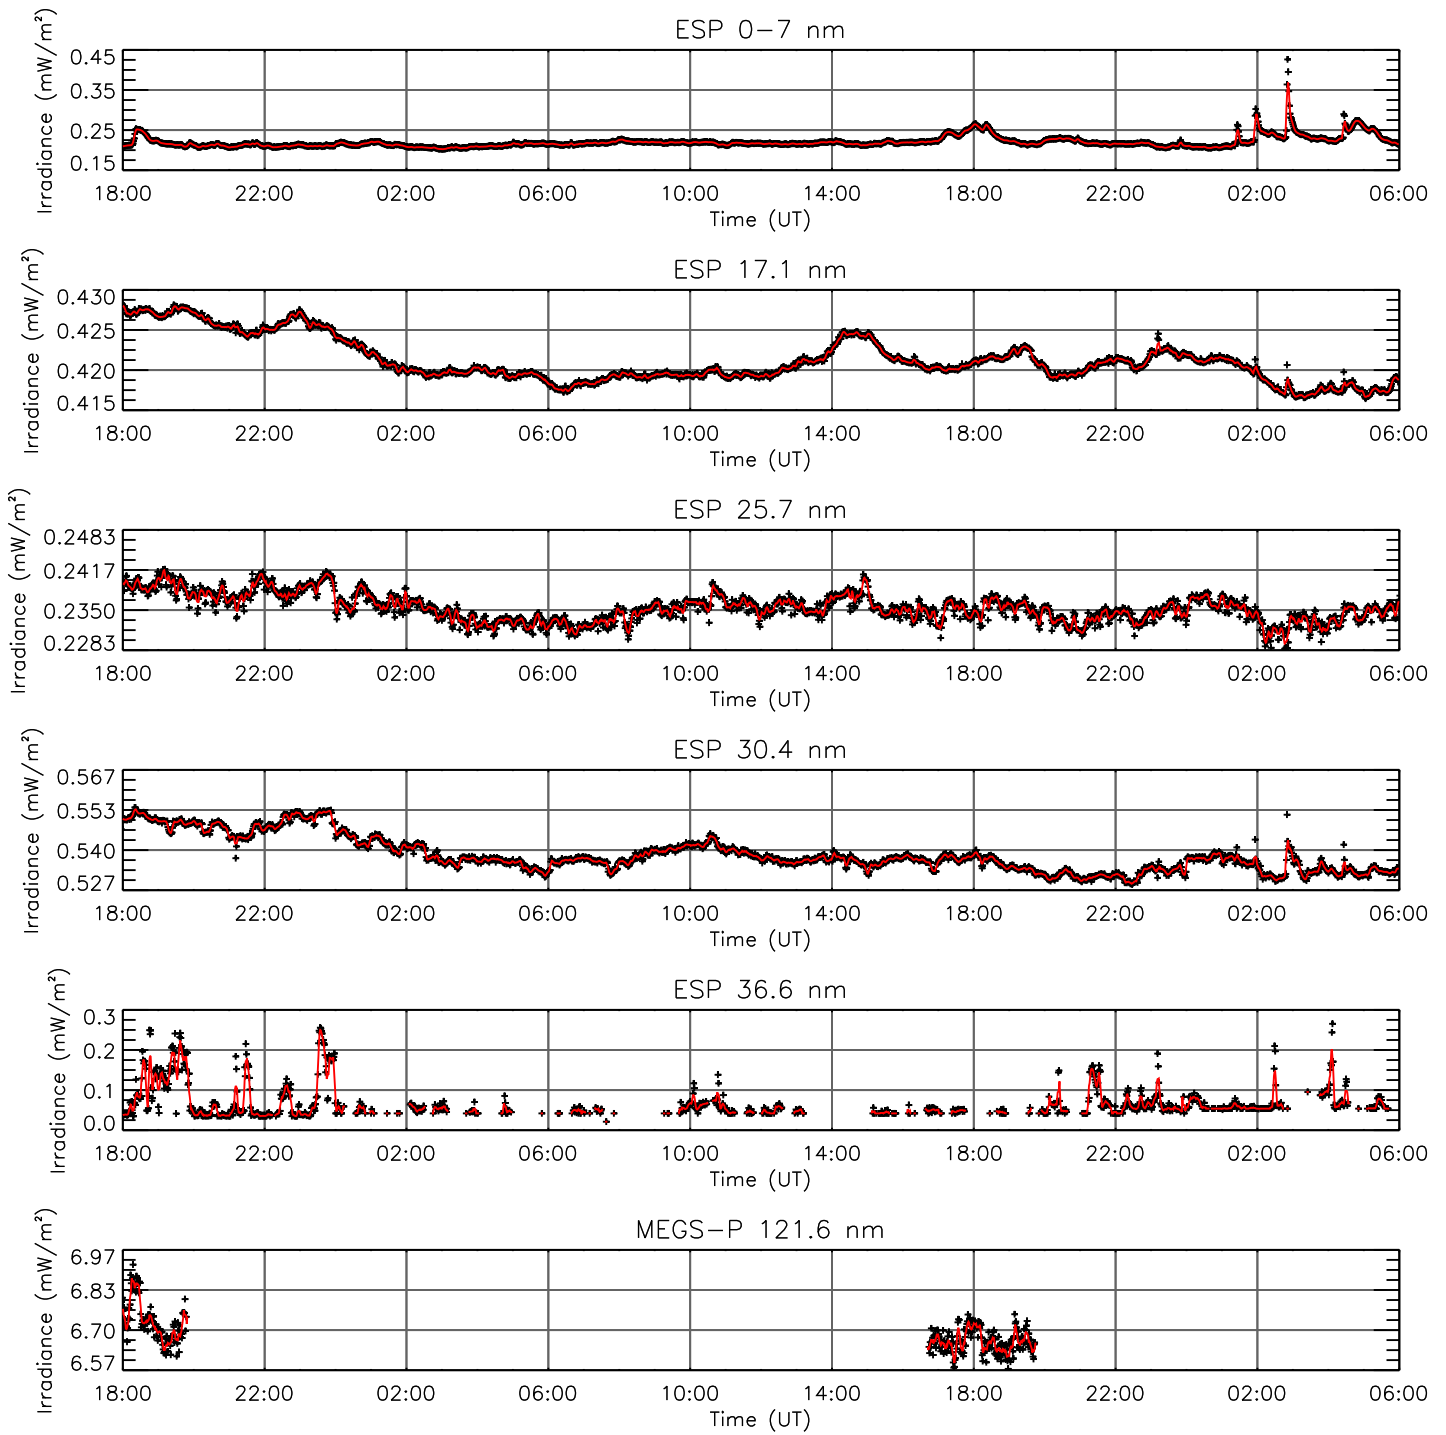 ESP 0-7 nm
Irradiance (mW/m²)
0.45
0.35
0.25
0.15
18:00 22:00 02:00 06:00 10:00 14:00 18:00 22:00 02:00 06:00
Time (UT)
ESP 17.1 nm
Irradiance (mW/m²)
0.430
0.425
0.420
0.415
18:00 22:00 02:00 06:00 10:00 14:00 18:00 22:00 02:00 06:00
Time (UT)
ESP 25.7 nm
Irradiance (mW/m²)
0.2483
0.2417
0.2350
0.2283
18:00 22:00 02:00 06:00 10:00 14:00 18:00 22:00 02:00 06:00
Time (UT)
ESP 30.4 nm
Irradiance (mW/m²)
0.567
0.553
0.540
0.527
18:00 22:00 02:00 06:00 10:00 14:00 18:00 22:00 02:00 06:00
Time (UT)
ESP 36.6 nm
Irradiance (mW/m²)
0.3
0.2
0.1
0.0
18:00 22:00 02:00 06:00 10:00 14:00 18:00 22:00 02:00 06:00
Time (UT)
MEGS-P 121.6 nm
Irradiance (mW/m²)
6.97
6.83
6.70
6.57
18:00 22:00 02:00 06:00 10:00 14:00 18:00 22:00 02:00 06:00
Time (UT)